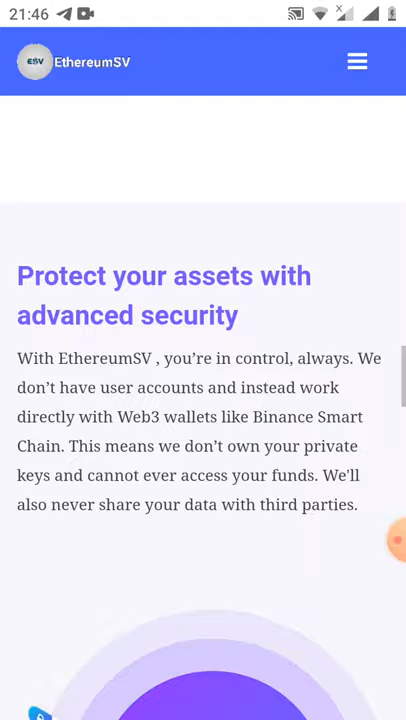 21:46
x
ESV EthereumSV
Protect your assets with
advanced security
With EthereumSV , you’re in control, always. We
don’t have user accounts and instead work
directly with Web3 wallets like Binance Smart
Chain. This means we don’t own your private
keys and cannot ever access your funds. We'll
also never share your data with third parties.